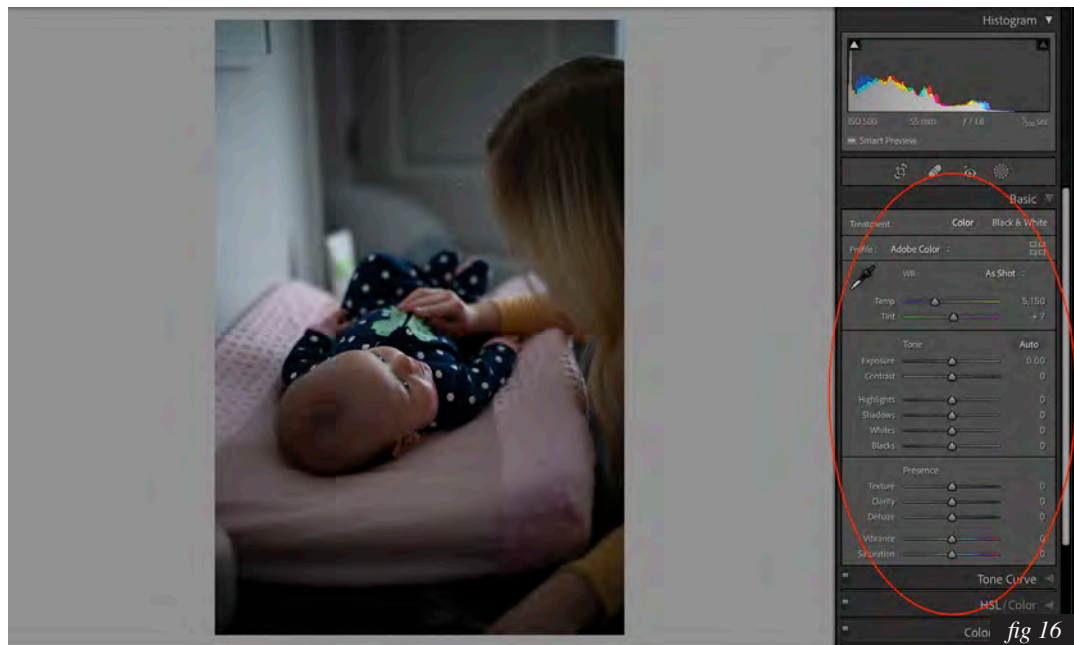 Histogram
ISO 500 55 mm f / 1.8 sec
Smart Preview
Basic
Treatment : Color Black & White
Profile : Adobe Color
WB : As Shot
Temp 5,150
Tint + 7
Tone Auto
Exposure 0.00
Contrast 0
Highlights 0
Shadows 0
Whites 0
Blacks 0
Presence
Texture 0
Clarity 0
Dehaze 0
Vibrance 0
Saturation 0
Tone Curve
HSL / Color
Colo
fig 16